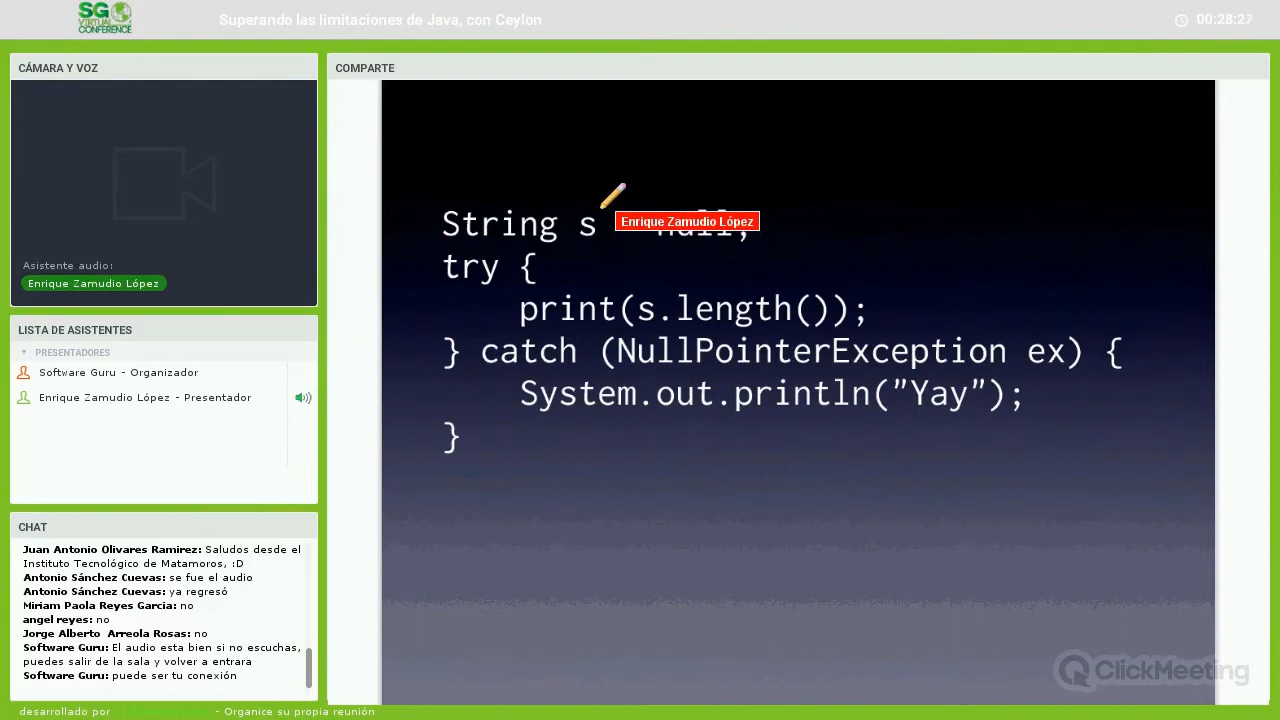 SG
VIRTUAL
CONFERENCE
Superando las limitaciones de Java, con Ceylon
00:28:27
CÁMARA Y VOZ
Asistente audio:
Enrique Zamudio López
LISTA DE ASISTENTES
PRESENTADORES
Software Guru - Organizador
Enrique Zamudio López - Presentador
CHAT
Juan Antonio Olivares Ramirez: Saludos desde el
Instituto Tecnológico de Matamoros, :D
Antonio Sánchez Cuevas: se fue el audio
Antonio Sánchez Cuevas: ya regresó
Miriam Paola Reyes Garcia: no
angel reyes: no
Jorge Alberto Arreola Rosas: no
Software Guru: El audio esta bien si no escuchas,
puedes salir de la sala y volver a entrara
Software Guru: puede ser tu conexión
desarrollado por - Organice su propia reunión
COMPARTE
String s null;
Enrique Zamudio López
try {
print(s.length());
} catch (NullPointerException ex) {
System.out.println("Yay");
}
ClickMeeting